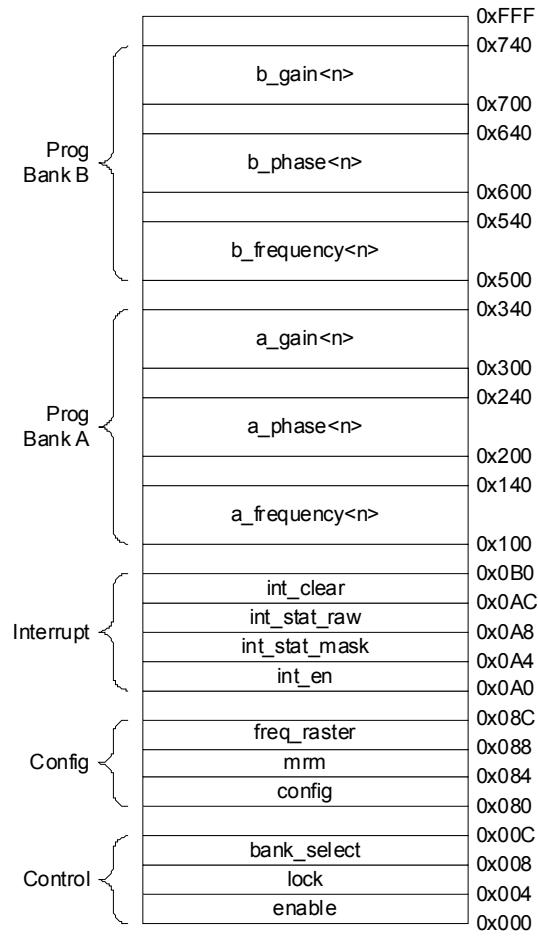 0xFFF
0x740
b_gain<n>
0x700
0x640
Prog
Bank B
b_phase<n>
0x600
0x540
b_frequency<n>
0x500
0x340
a_gain<n>
0x300
0x240
Prog
Bank A
a_phase<n>
0x200
0x140
a_frequency<n>
0x100
0x0B0
int_clear
0x0AC
int_stat_raw
Interrupt
0x0A8
int_stat_mask
0x0A4
int_en
0x0A0
0x08C
freq_raster
0x088
Config
mrm
0x084
config
0x080
0x00C
bank_select
0x008
Control
lock
0x004
enable
0x000